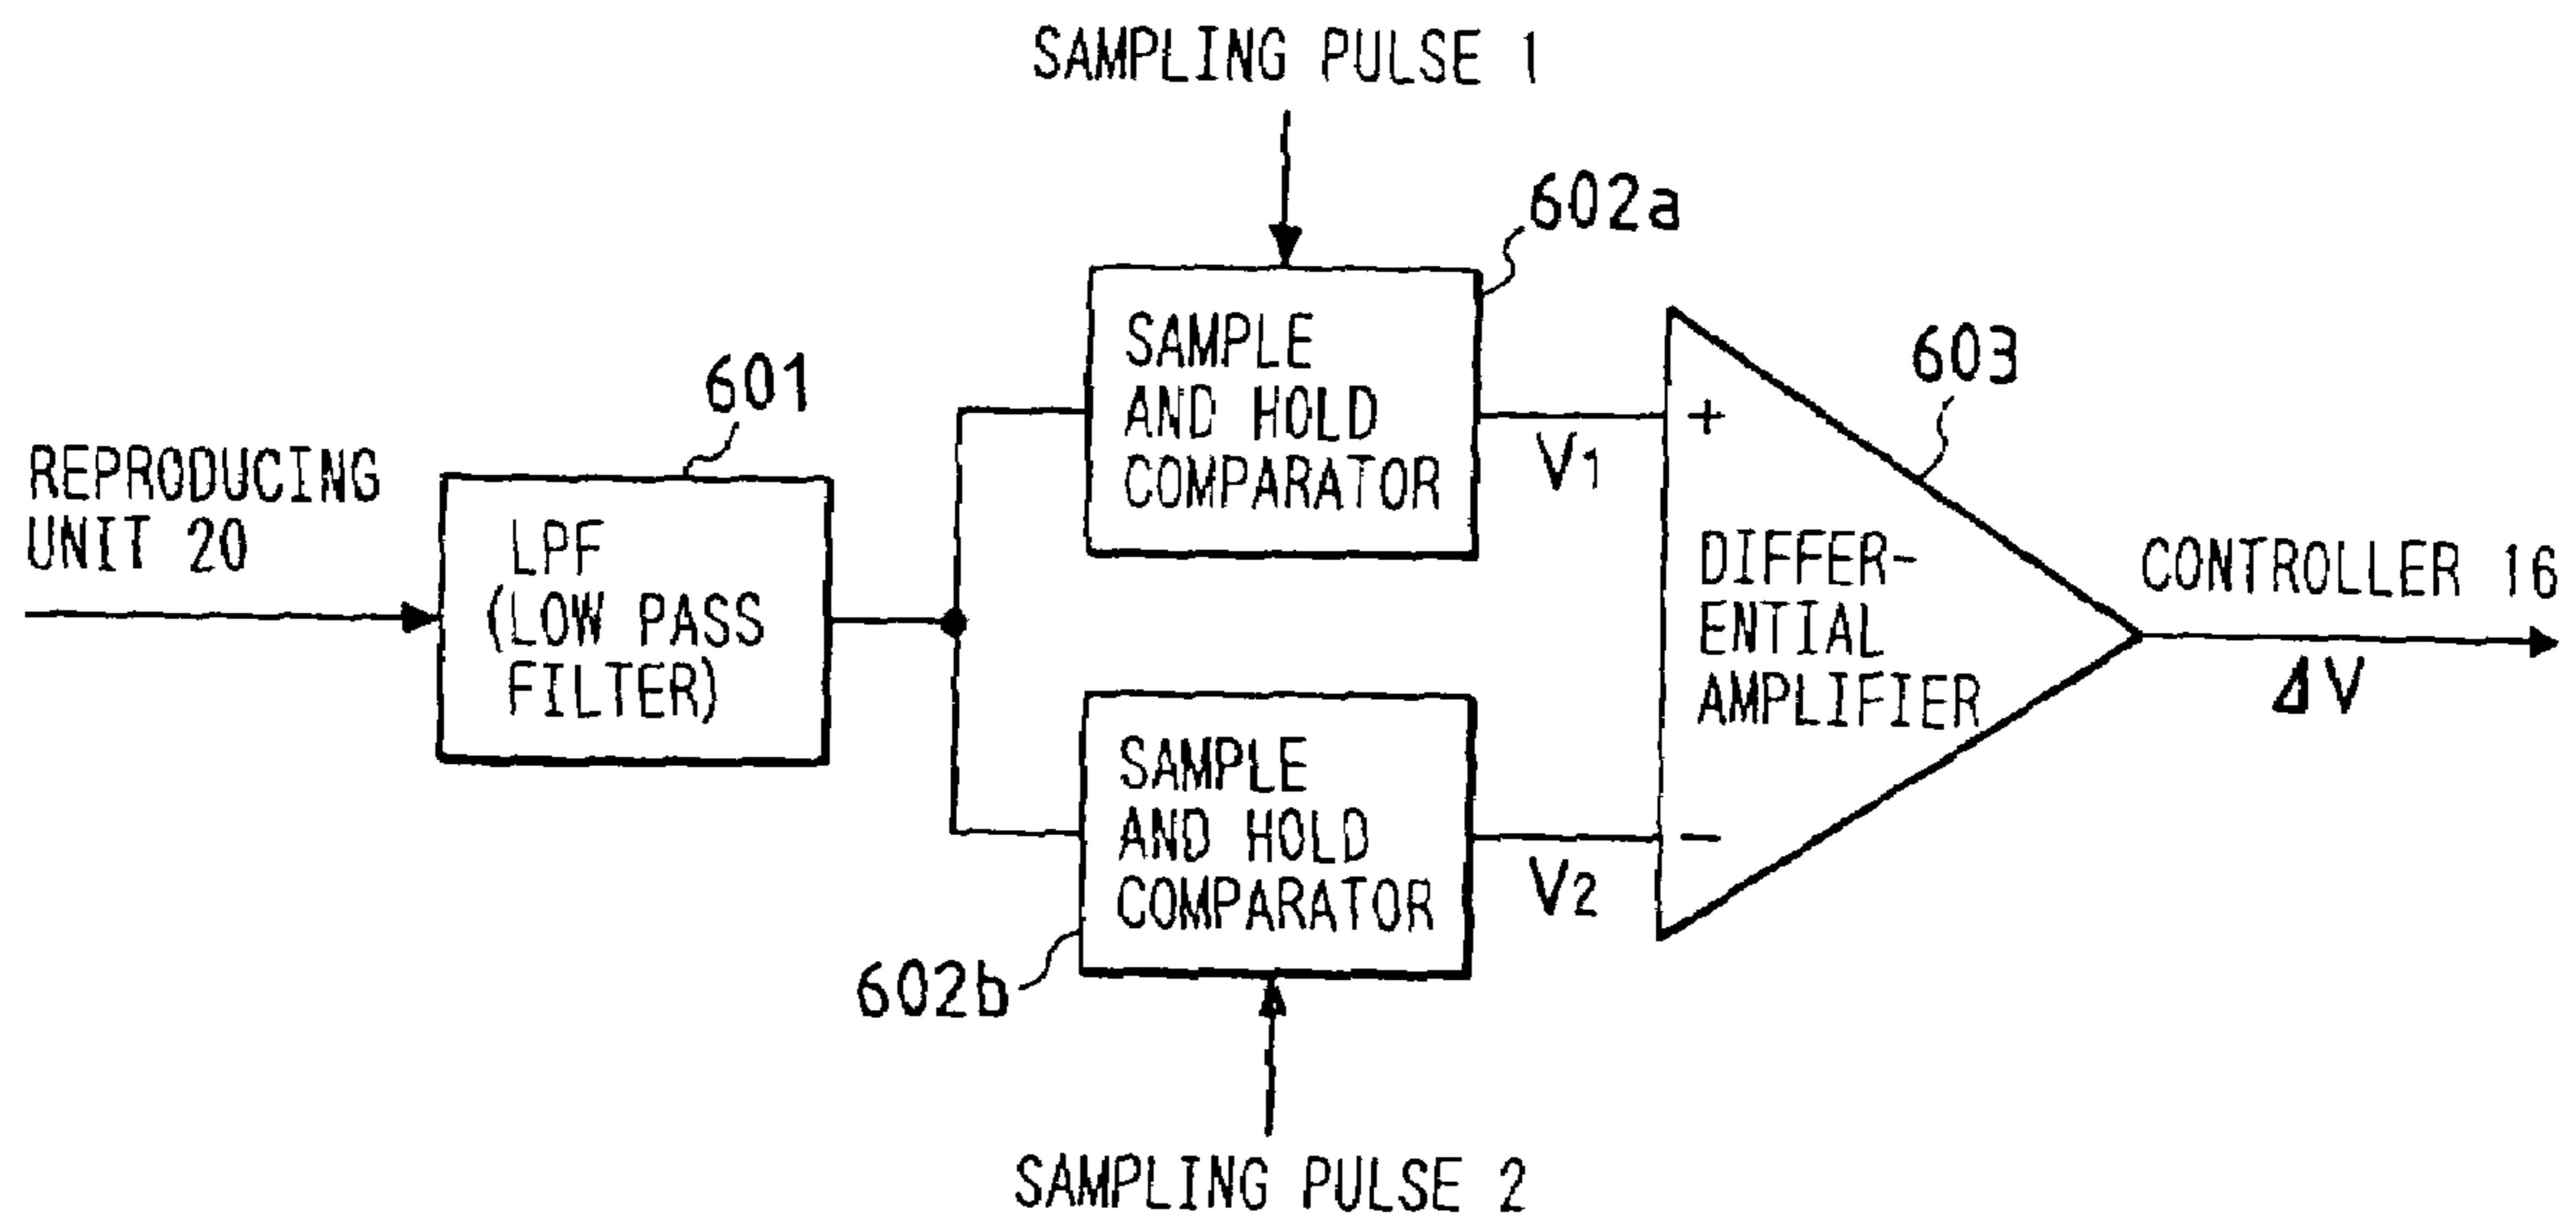 SAMPLING PULSE 1
602a
SAMPLE
AND HOLD
COMPARATOR
601
REPRODUCING
UNIT 20
LPF
(LOW PASS
FILTER)
V1
+
603
DIFFER-
ENTIAL
AMPLIFIER
CONTROLLER 16
ΔV
SAMPLE
AND HOLD
COMPARATOR
602b
V2
−
SAMPLING PULSE 2